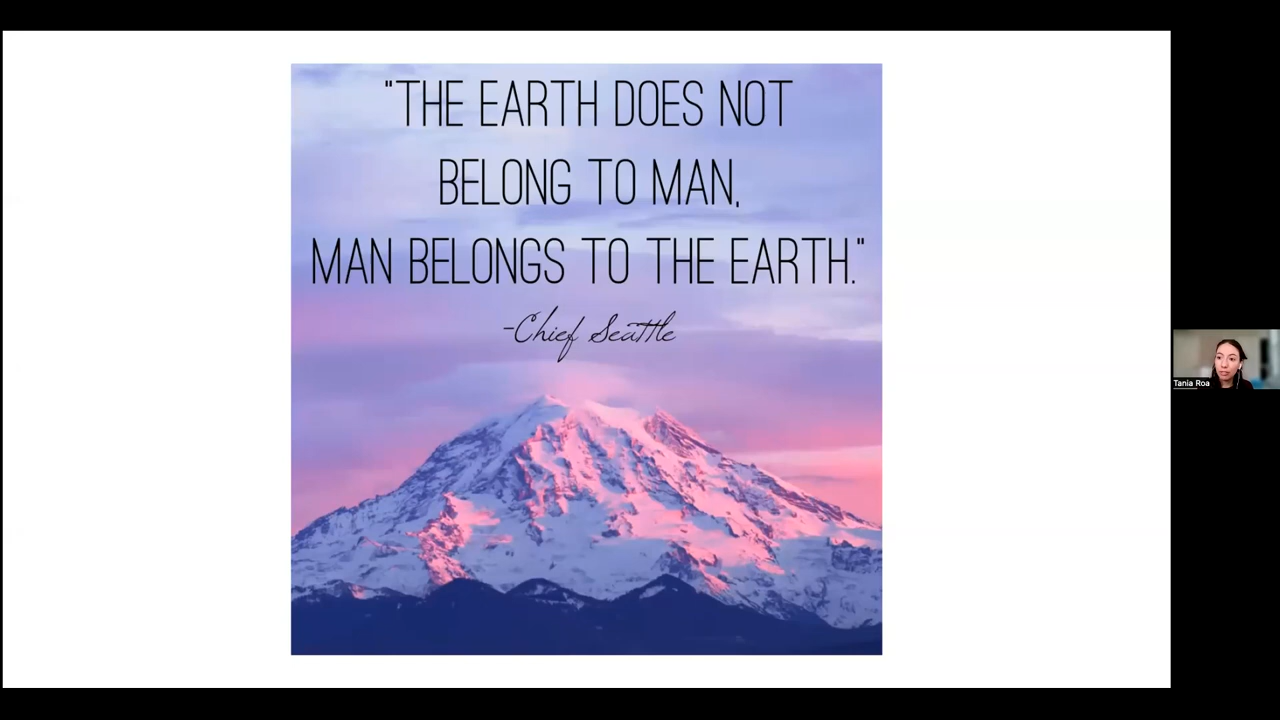 "THE EARTH DOES NOT
BELONG TO MAN,
MAN BELONGS TO THE EARTH."
-Chief Seattle
Tania Roa